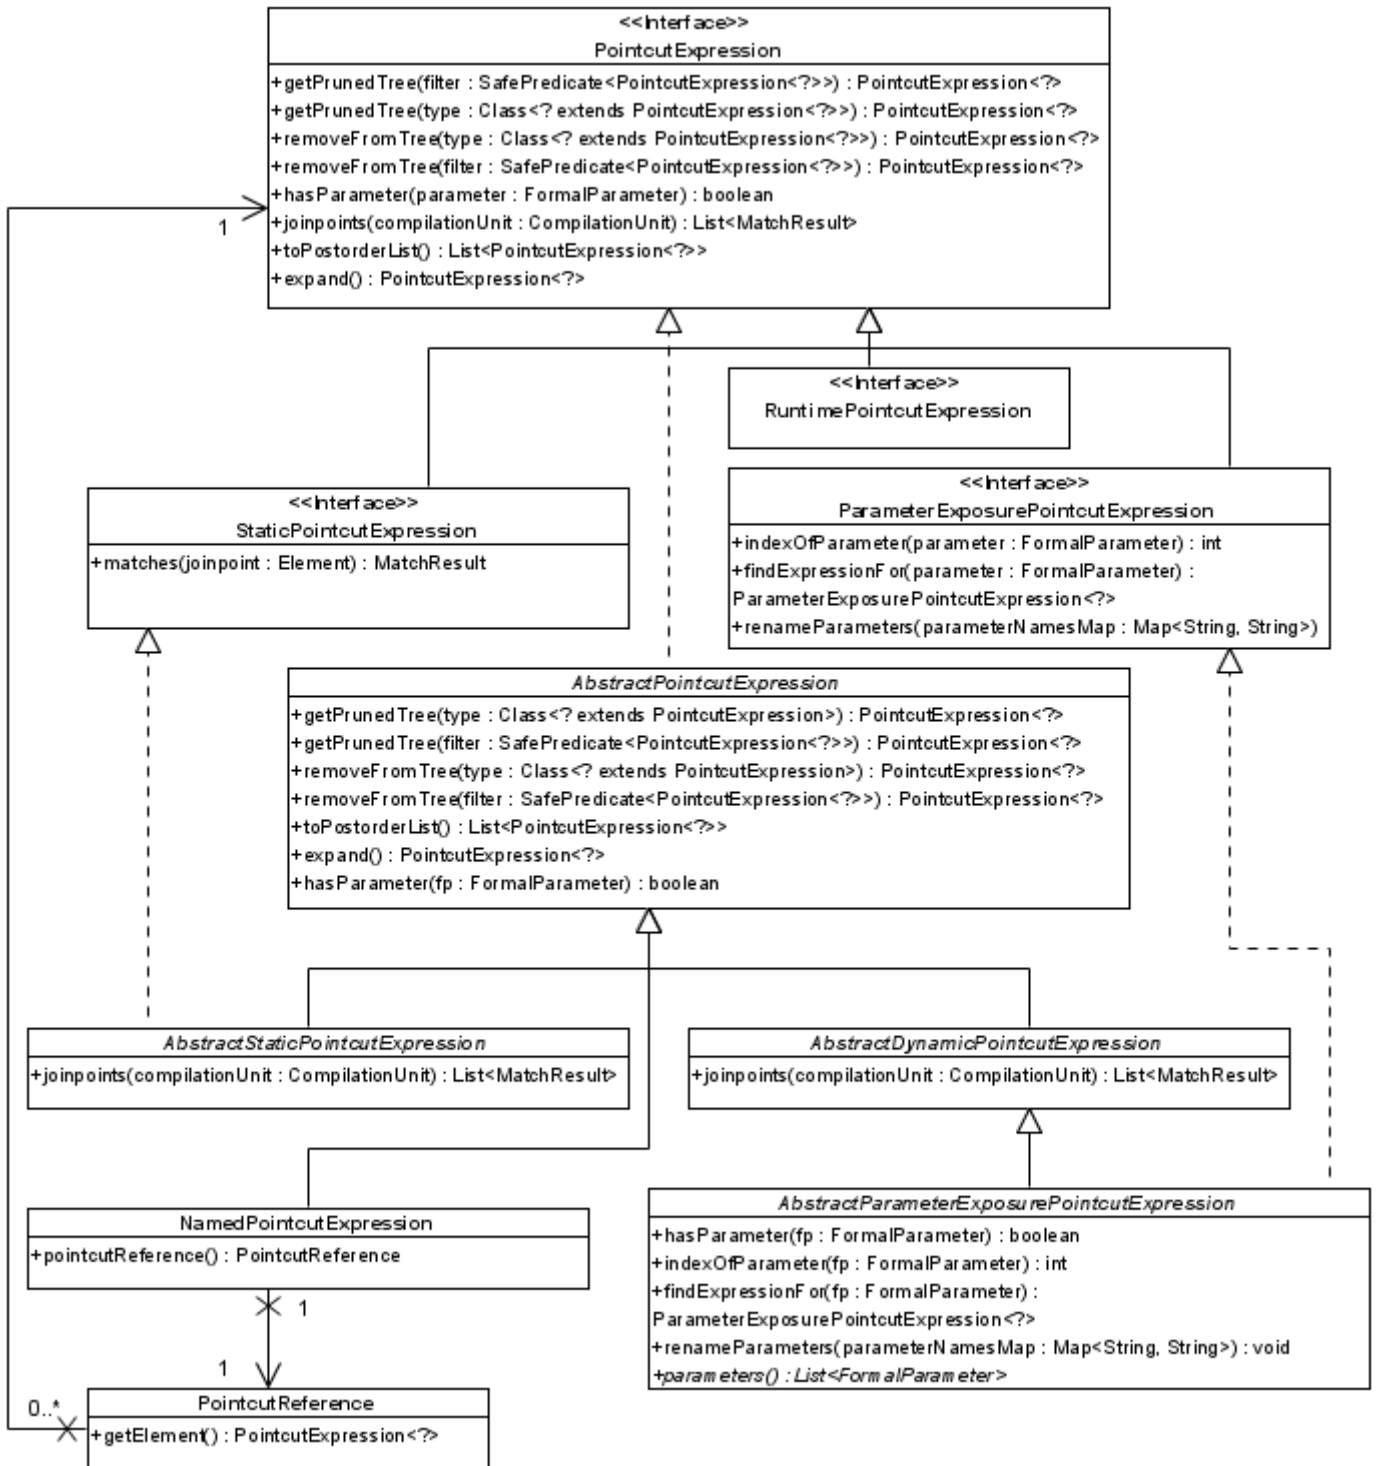 <<Interface>>
PointcutExpression
+getPrunedTree(filter : SafePredicate<PointcutExpression<?>>) : PointcutExpression<?>
+getPrunedTree(type : Class<? extends PointcutExpression<?>>) : PointcutExpression<?>
+removeFromTree(type : Class<? extends PointcutExpression<?>>) : PointcutExpression<?>
+removeFromTree(filter : SafePredicate<PointcutExpression<?>>) : PointcutExpression<?>
+hasParameter(parameter : FormalParameter) : boolean
+joinpoints(compilationUnit : CompilationUnit) : List<MatchResult>
+toPostorderList() : List<PointcutExpression<?>>
+expand() : PointcutExpression<?>
1
<<Interface>>
RuntimePointcutExpression
<<Interface>>
StaticPointcutExpression
+matches(joinpoint : Element) : MatchResult
<<Interface>>
ParameterExposurePointcutExpression
+indexOfParameter(parameter : FormalParameter) : int
+findExpressionFor(parameter : FormalParameter) :
ParameterExposurePointcutExpression<?>
+renameParameters(parameterNamesMap : Map<String, String>)
AbstractPointcutExpression
+getPrunedTree(type : Class<? extends PointcutExpression>) : PointcutExpression<?>
+getPrunedTree(filter : SafePredicate<PointcutExpression<?>>) : PointcutExpression<?>
+removeFromTree(type : Class<? extends PointcutExpression>) : PointcutExpression<?>
+removeFromTree(filter : SafePredicate<PointcutExpression<?>>) : PointcutExpression<?>
+toPostorderList() : List<PointcutExpression<?>>
+expand() : PointcutExpression<?>
+hasParameter(fp : FormalParameter) : boolean
AbstractStaticPointcutExpression
+joinpoints(compilationUnit : CompilationUnit) : List<MatchResult>
AbstractDynamicPointcutExpression
+joinpoints(compilationUnit : CompilationUnit) : List<MatchResult>
NamedPointcutExpression
+pointcutReference() : PointcutReference
AbstractParameterExposurePointcutExpression
+hasParameter(fp : FormalParameter) : boolean
+indexOfParameter(fp : FormalParameter) : int
+findExpressionFor(fp : FormalParameter) :
ParameterExposurePointcutExpression<?>
+renameParameters(parameterNamesMap : Map<String, String>) : void
+parameters() : List<FormalParameter>
1
1
0..*
PointcutReference
+getElement() : PointcutExpression<?>